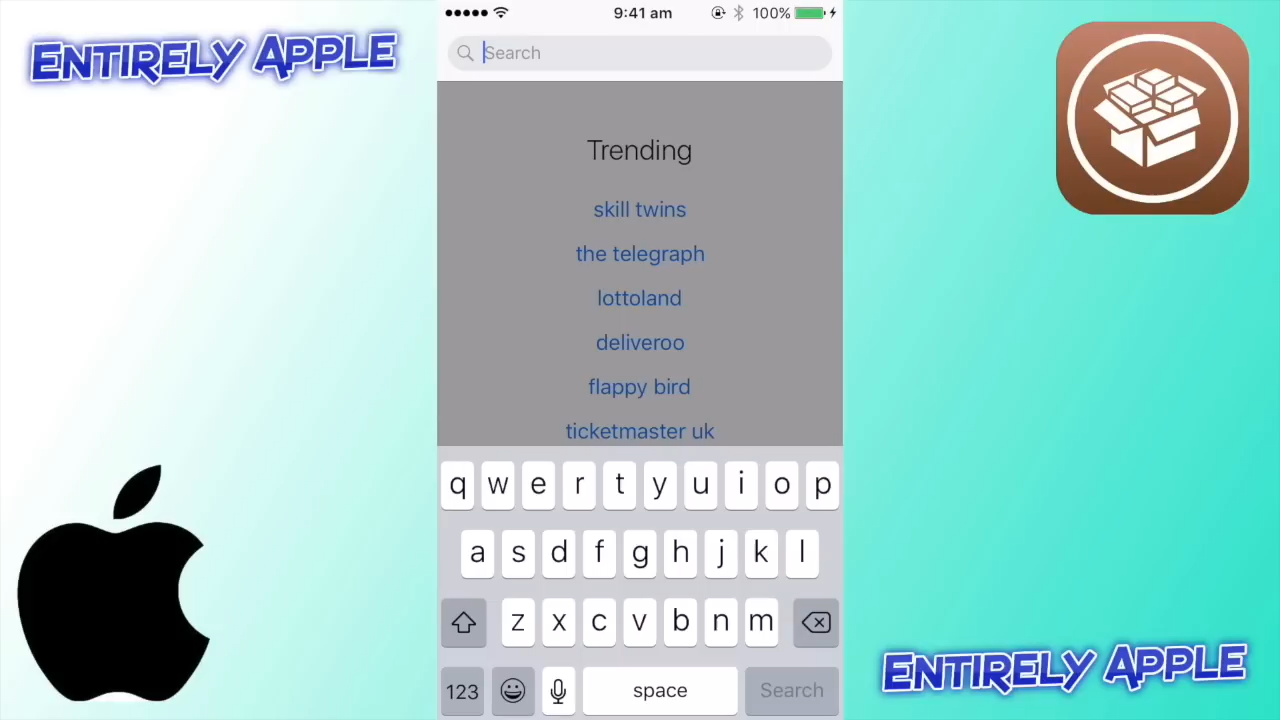 Entirely Apple
9:41 am 100%
Search
Trending
skill twins
the telegraph
lottoland
deliveroo
flappy bird
ticketmaster uk
q w e r t y u i o p
a s d f g h j k l
z x c v b n m
123 space Search
Entirely Apple